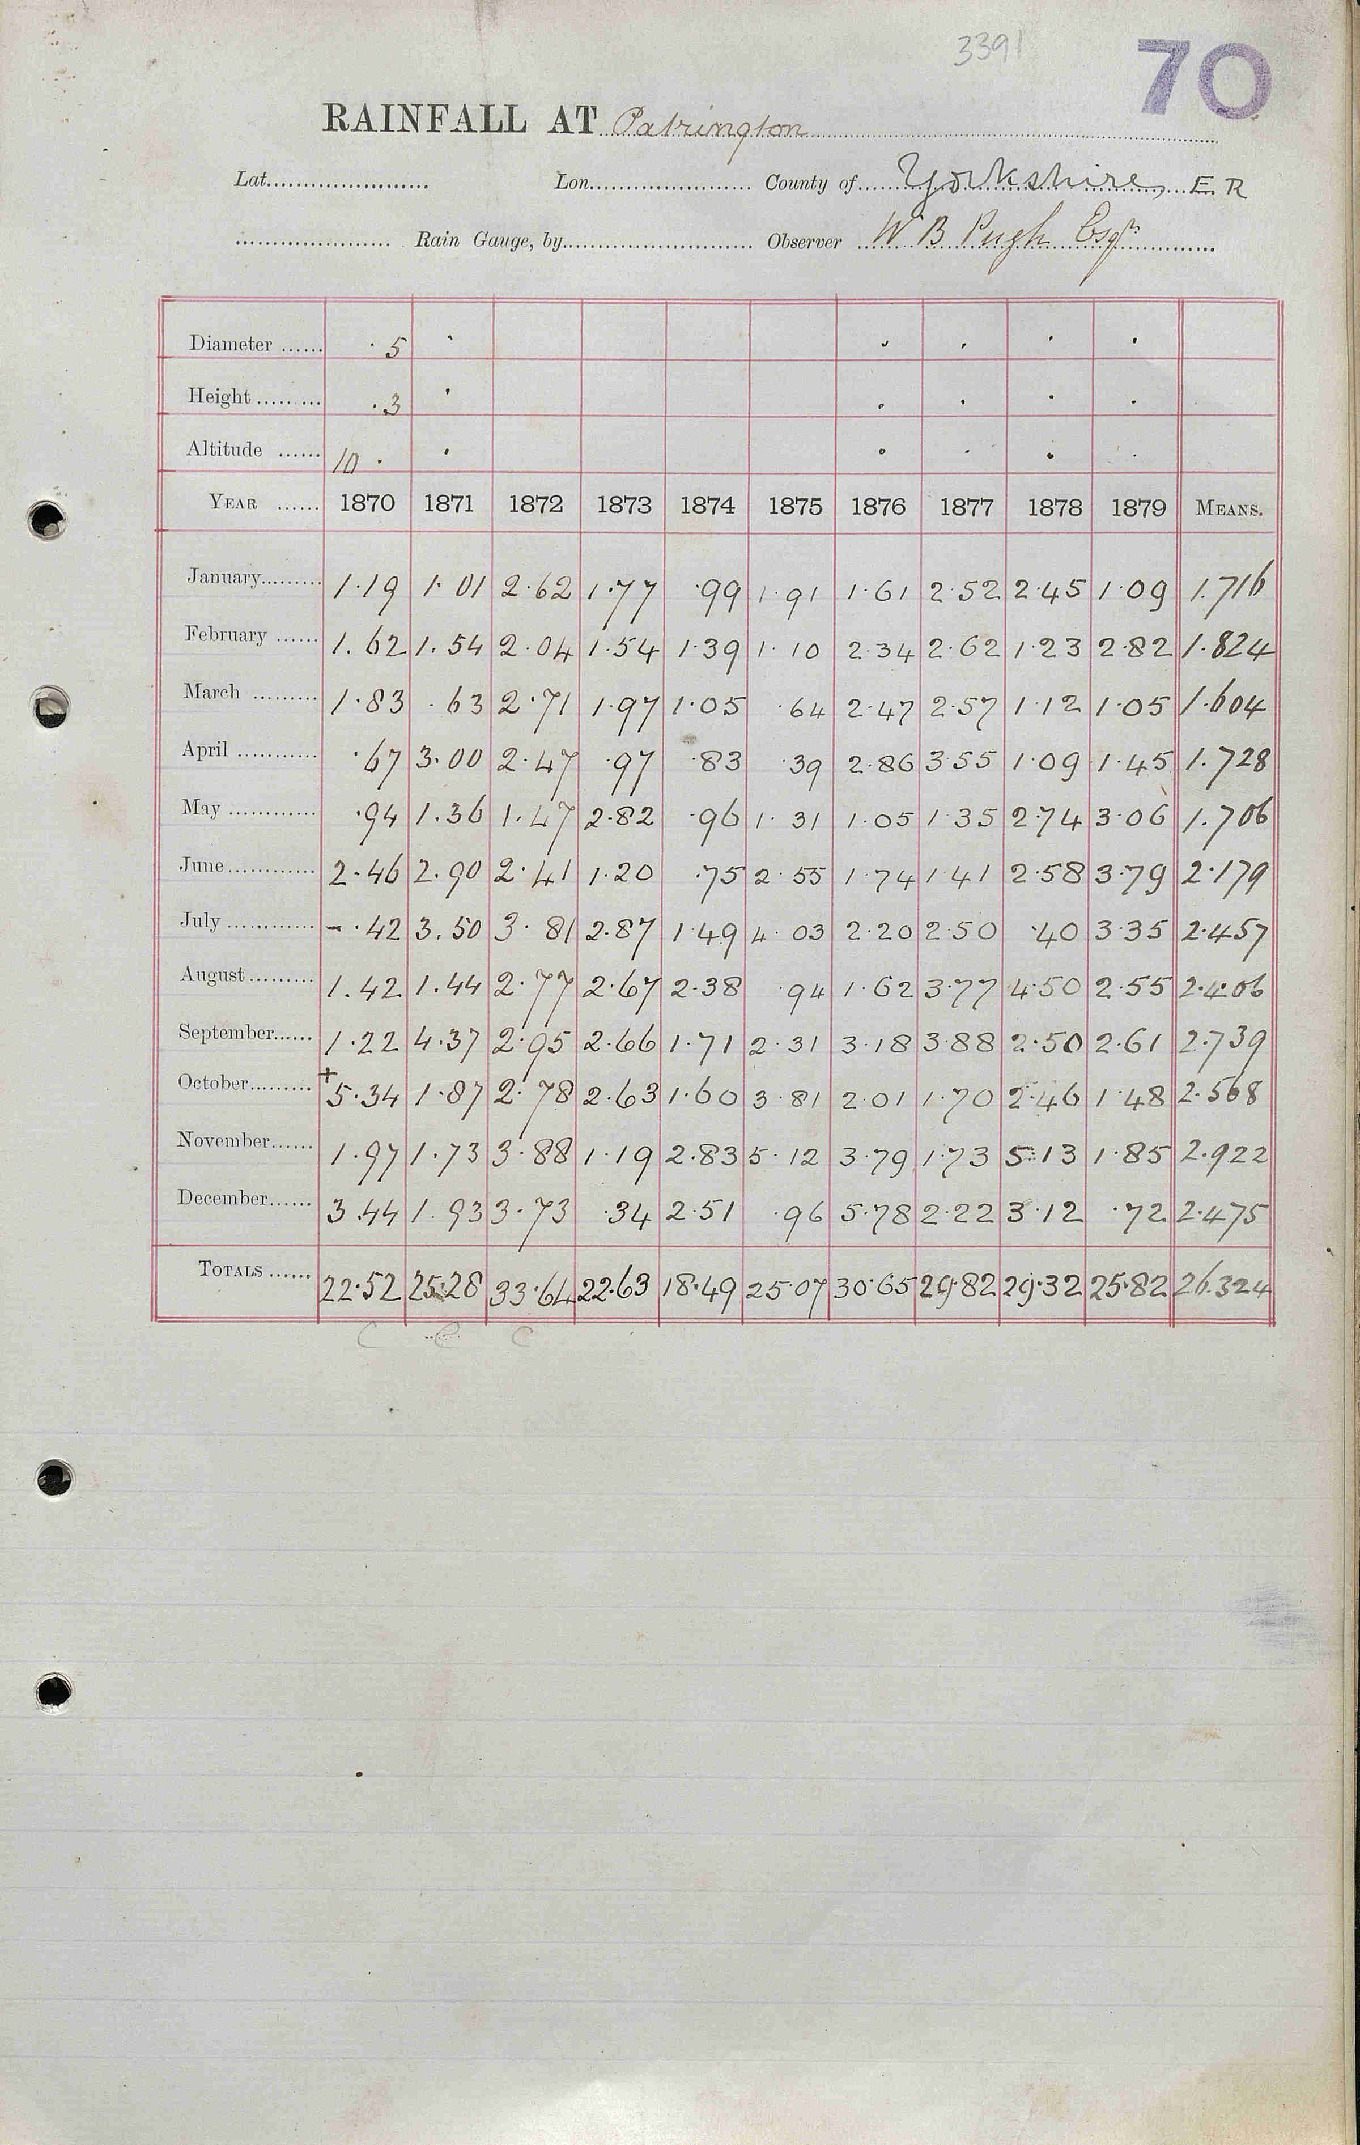 3391
70
RAINFALL AT Patrington
Lat. Lon. County of Yorkshire, E R
Rain Gauge, by Observer W B Pugh Esqr
Diameter 5
Height .3
Altitude 10
YEAR 1870 1871 1872 1873 1874 1875 1876 1877 1878 1879 MEANS.
January 1.19 1.01 2.62 1.77 .99 1.91 1.61 2.52 2.45 1.09 1.716
February 1.62 1.54 2.04 1.54 1.39 1.10 2.34 2.62 1.23 2.82 1.824
March 1.83 .63 2.71 1.97 1.05 .64 2.47 2.57 1.12 1.05 1.604
April .67 3.00 2.47 .97 .83 .39 2.86 3.55 1.09 1.45 1.728
May .94 1.36 1.47 2.82 .96 1.31 1.05 1.35 2.74 3.06 1.706
June 2.46 2.90 2.41 1.20 .75 2.55 1.74 1.41 2.58 3.79 2.179
July - .42 3.50 3.81 2.87 1.49 4.03 2.20 2.50 .40 3.35 2.457
August 1.42 1.44 2.77 2.67 2.38 .94 1.62 3.77 4.50 2.55 2.406
September 1.22 4.37 2.95 2.66 1.71 2.31 3.18 3.88 2.50 2.61 2.739
October + 5.34 1.87 2.78 2.63 1.60 3.81 2.01 1.70 2.46 1.48 2.568
November 1.97 1.73 3.88 1.19 2.83 5.12 3.79 1.73 5.13 1.85 2.922
December 3.44 1.93 3.73 .34 2.51 .96 5.78 2.22 3.12 .72 2.475
TOTALS 22.52 25.28 33.64 22.63 18.49 25.07 30.65 29.82 29.32 25.82 26.324
C C C